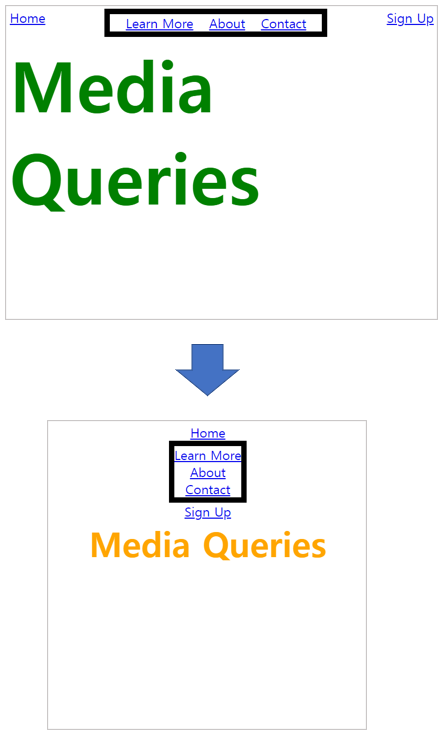 Home Learn More About Contact Sign Up
Media
Queries
Home
Learn More
About
Contact
Sign Up
Media Queries